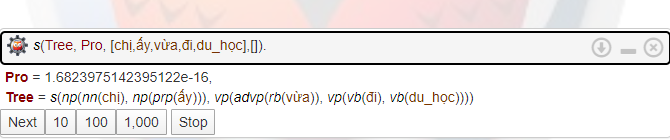 s(Tree, Pro, [chị,ấy,vừa,đi,du_học],[]).
Pro = 1.6823975142395122e-16,
Tree = s(np(nn(chị), np(prp(ấy))), vp(advp(rb(vừa)), vp(vb(đi), vb(du_học))))
Next 10 100 1,000 Stop